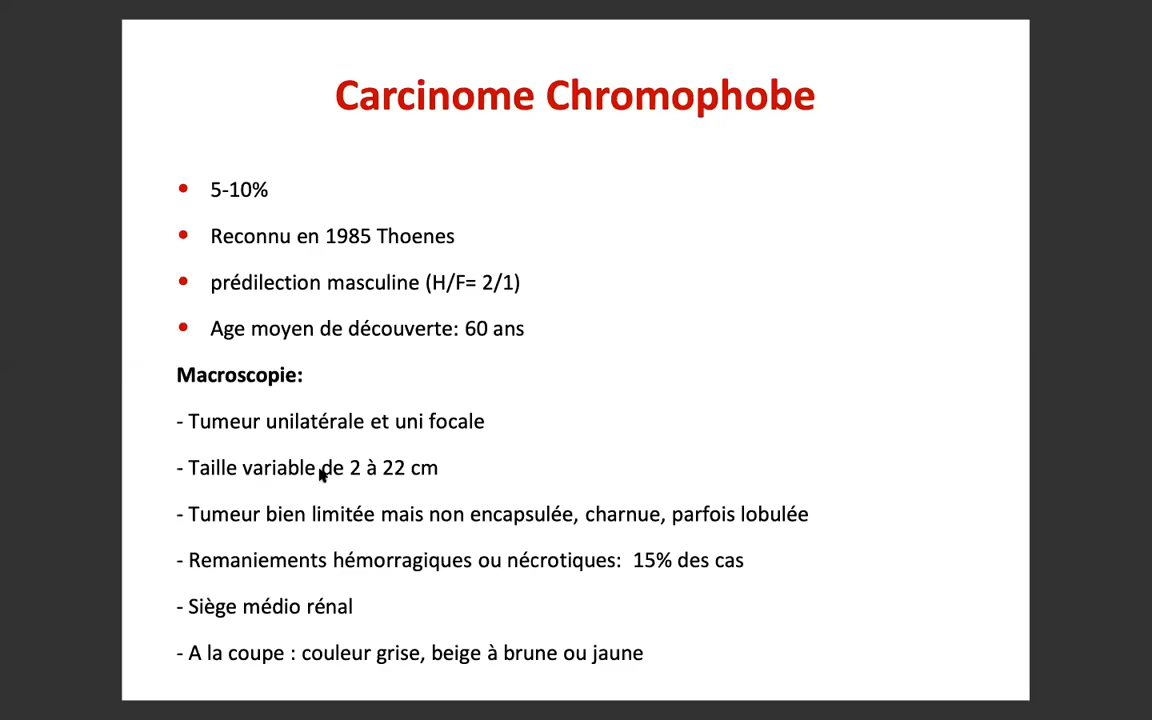 Carcinome Chromophobe
• 5-10%
• Reconnu en 1985 Thoenes
• prédilection masculine (H/F= 2/1)
• Age moyen de découverte: 60 ans
Macroscopie:
- Tumeur unilatérale et uni focale
- Taille variable de 2 à 22 cm
- Tumeur bien limitée mais non encapsulée, charnue, parfois lobulée
- Remaniements hémorragiques ou nécrotiques: 15% des cas
- Siège médio rénal
- A la coupe : couleur grise, beige à brune ou jaune